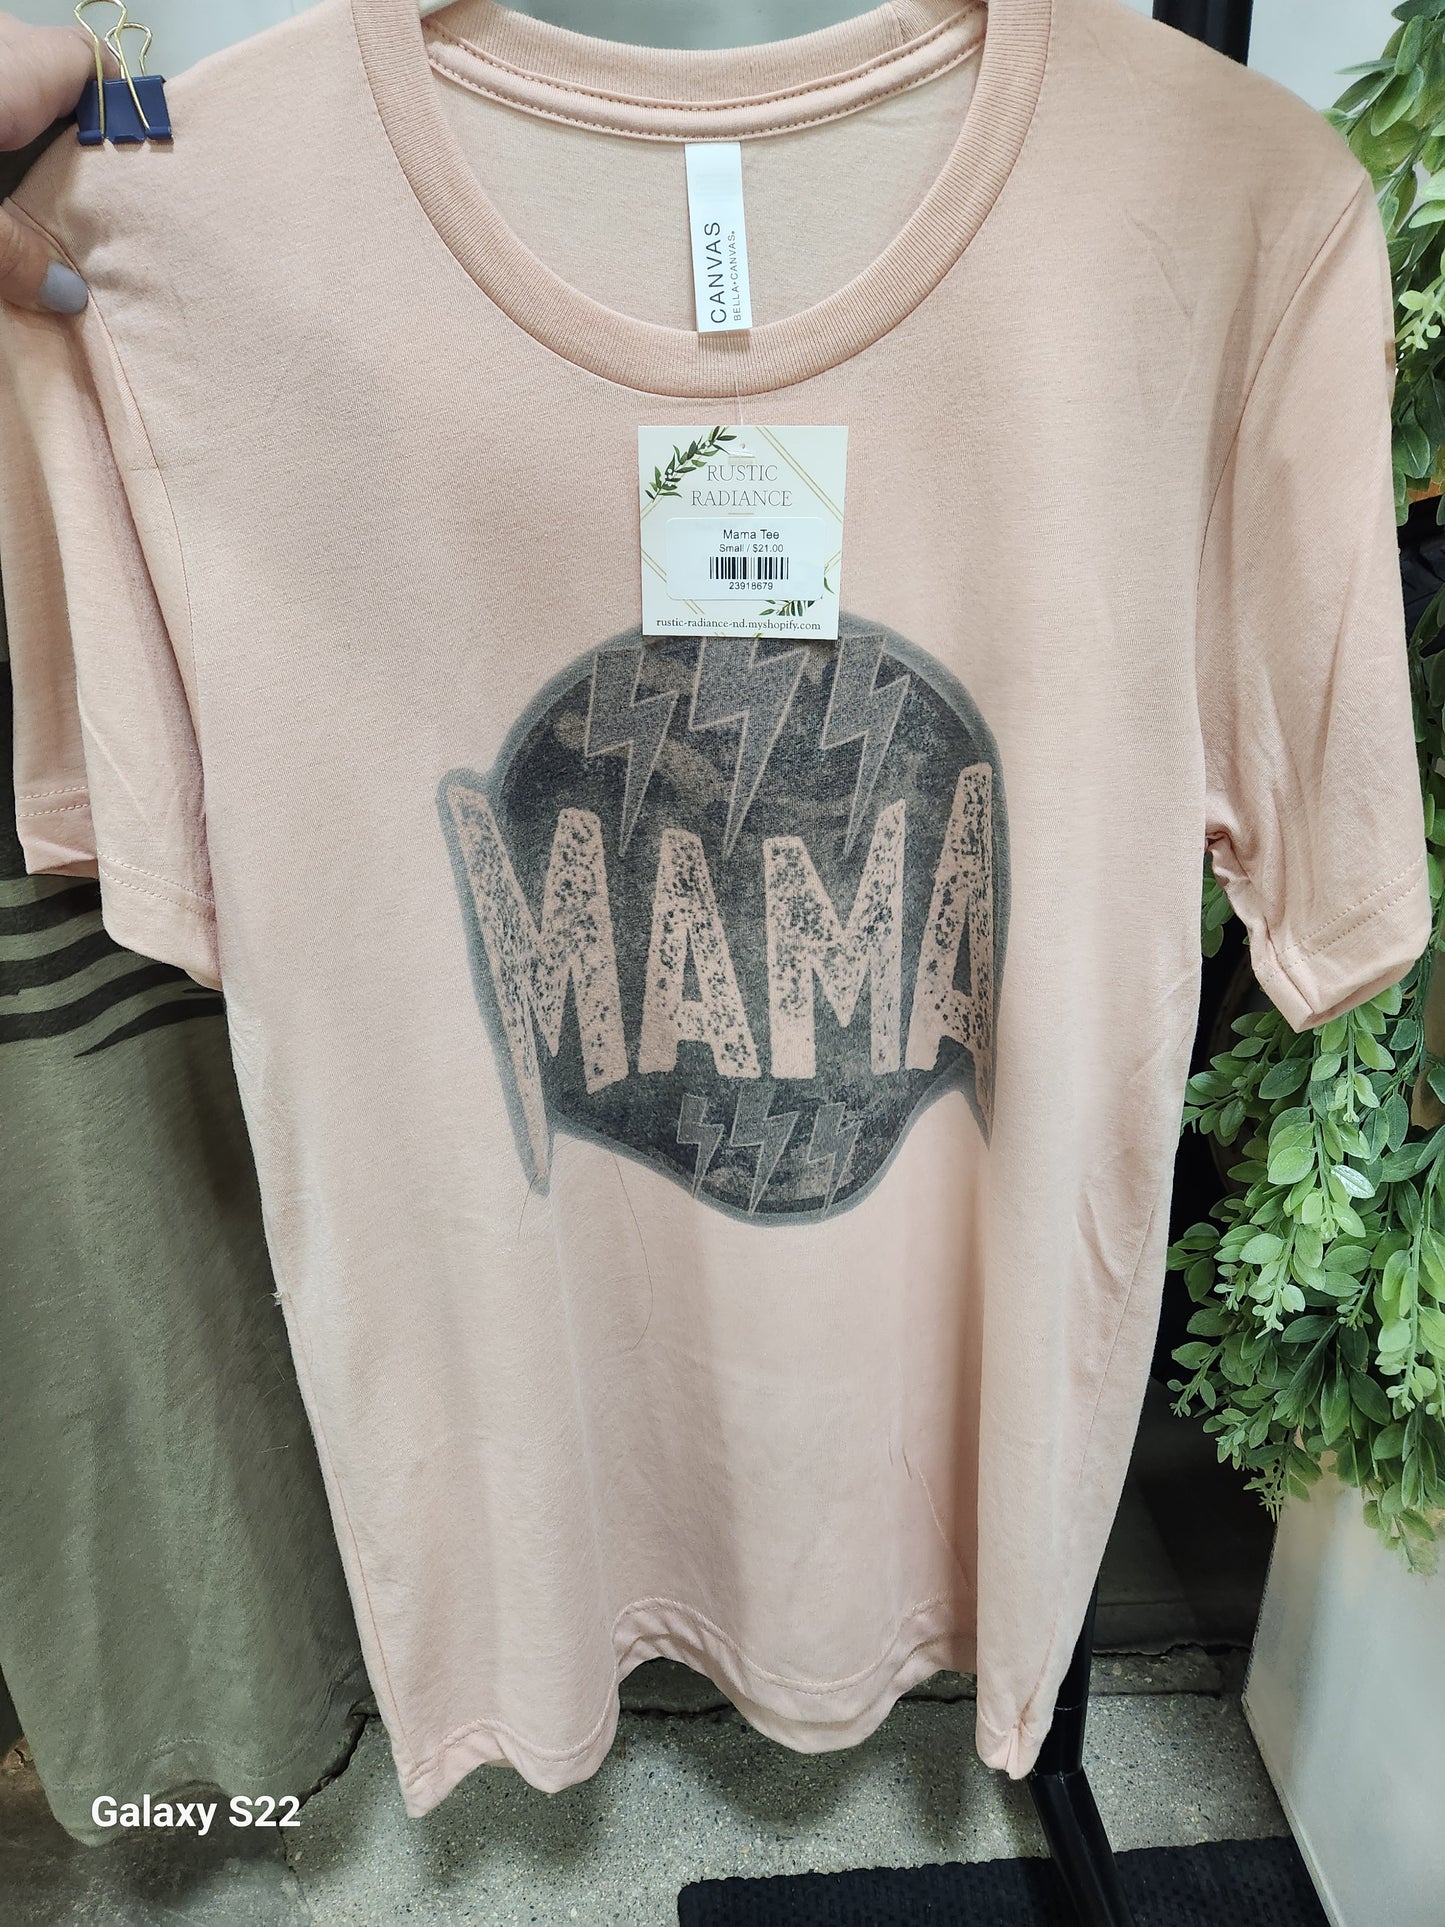 CANVAS
BELLA+CANVAS®
RUSTIC
RADIANCE
Mama Tee
Small / $21.00
23918679
rustic-radiance-nd.myshopify.com
MAMA
Galaxy S22